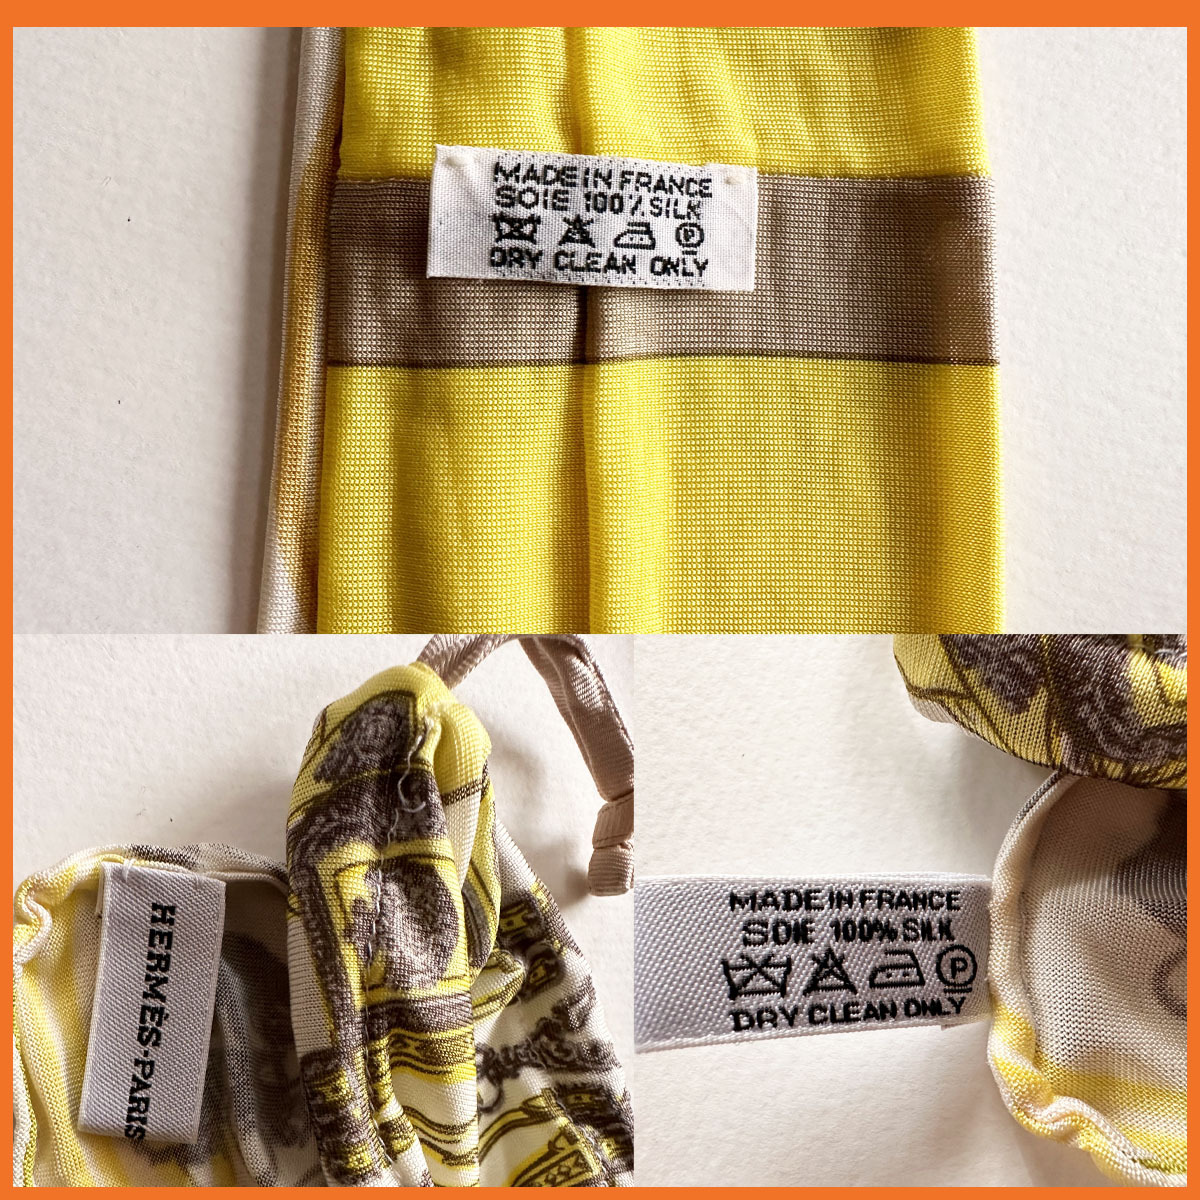 MADE IN FRANCE
SOIE 100% SILK
P
DRY CLEAN ONLY
HERMÈS-PARIS
MADE IN FRANCE
SOIE 100% SILK
P
DRY CLEAN ONLY